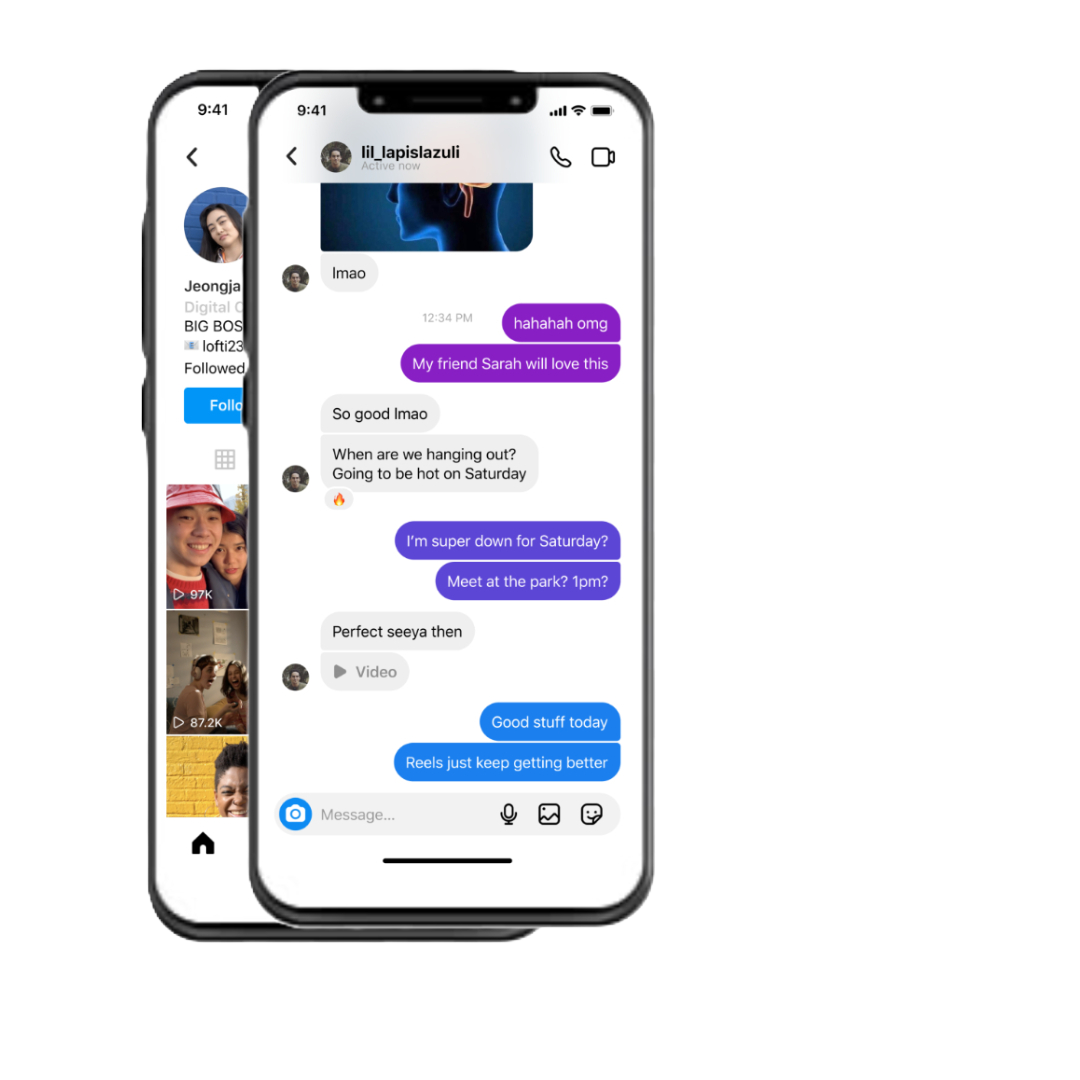 9:41
Jeongja
Digital
BIG BOS
lofti23
Followed
Follo
97K
87.2K
9:41
lil_lapislazuli
Active now
lmao
12:34 PM
hahahah omg
My friend Sarah will love this
So good lmao
When are we hanging out?
Going to be hot on Saturday
I'm super down for Saturday?
Meet at the park? 1pm?
Perfect seeya then
Video
Good stuff today
Reels just keep getting better
Message...